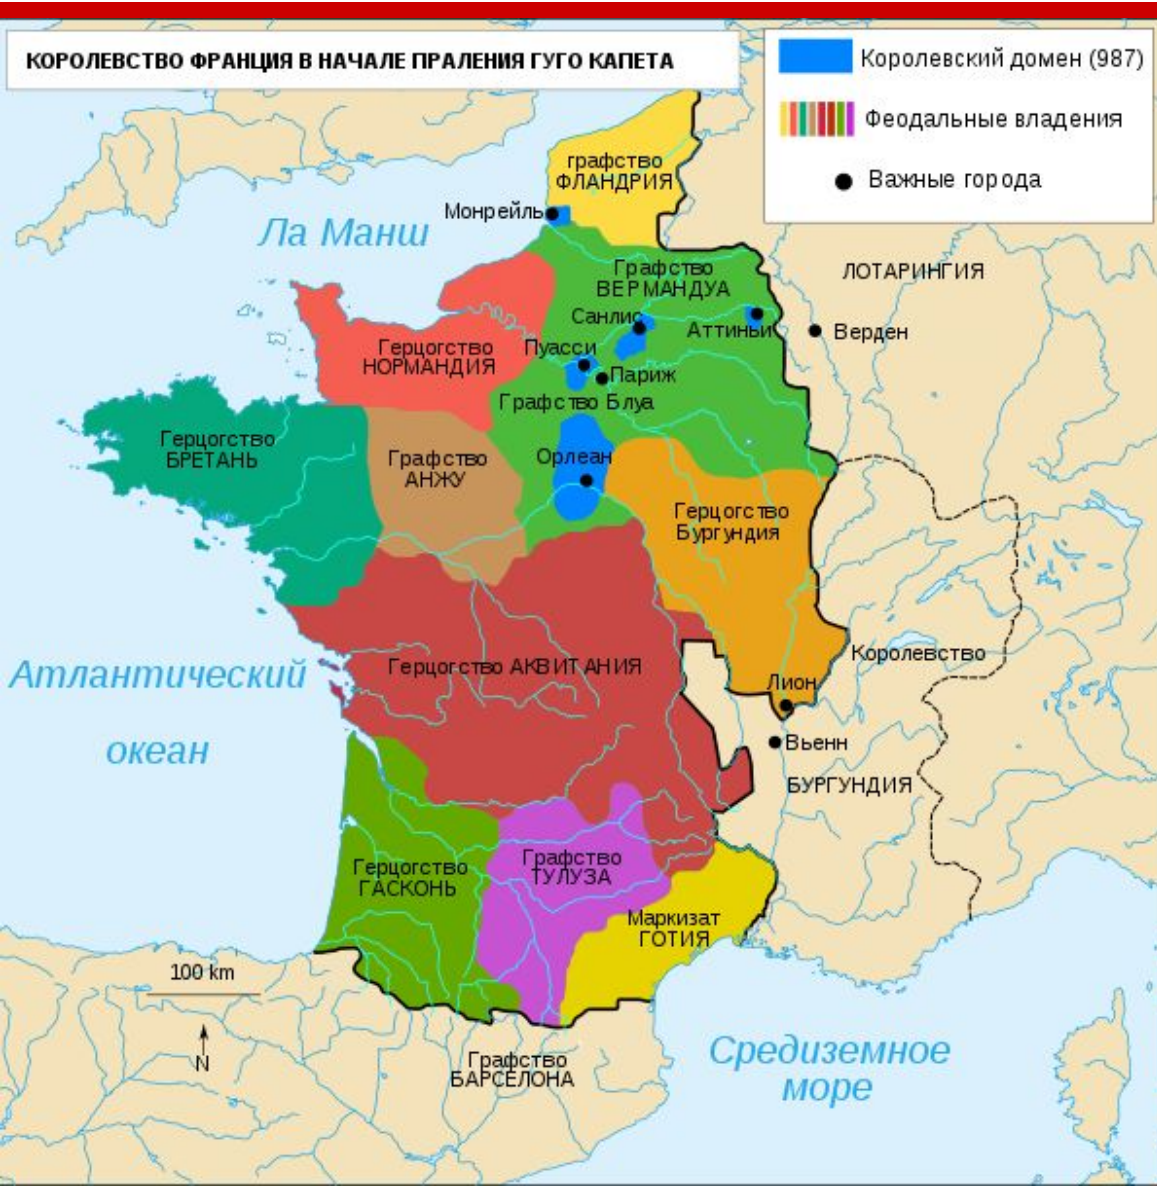 КОРОЛЕВСТВО ФРАНЦИЯ В НАЧАЛЕ ПРАЛЕНИЯ ГУГО КАПЕТА
Королевский домен (987)
Феодальные владения
Важные города
графство
ФЛАНДРИЯ
Монрейль
Ла Манш
Графство
ВЕРМАНДУА
ЛОТАРИНГИЯ
Санлис
Аттиньи
Верден
Герцогство
НОРМАНДИЯ
Пуасси
Париж
Графство Блуа
Герцогство
БРЕТАНЬ
Графство
АНЖУ
Орлеан
Герцогство
Бургундия
Атлантический
океан
Герцогство АКВИТАНИЯ
Королевство
Лион
Вьенн
БУРГУНДИЯ
Герцогство
ГАСКОНЬ
Графство
ТУЛУЗА
Маркизат
ГОТИЯ
100 km
N
Графство
БАРСЕЛОНА
Средиземное
море